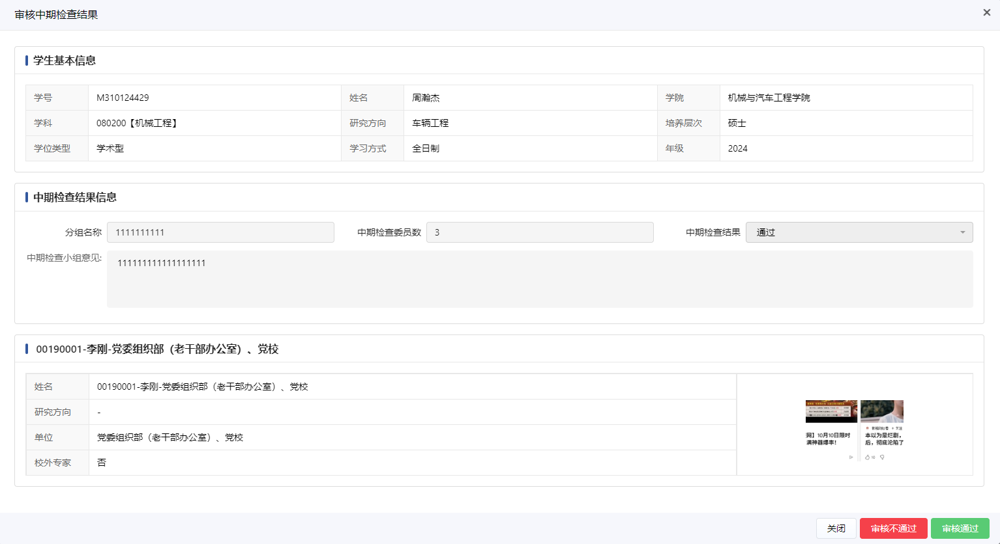 审核中期检查结果
学生基本信息
学号 M310124429 姓名 周瀚杰 学院 机械与汽车工程学院
学科 080200【机械工程】 研究方向 车辆工程 培养层次 硕士
学位类型 学术型 学习方式 全日制 年级 2024
中期检查结果信息
分组名称 1111111111 中期检查委员数 3 中期检查结果 通过
中期检查小组意见: 111111111111111111
00190001-李刚-党委组织部（老干部办公室）、党校
姓名 00190001-李刚-党委组织部（老干部办公室）、党校
研究方向 -
单位 党委组织部（老干部办公室）、党校
校外专家 否
网】10月10日限时
满神器爆率！
+ 关注
本以为是烂剧，
后，彻底沦陷了
关闭 审核不通过 审核通过